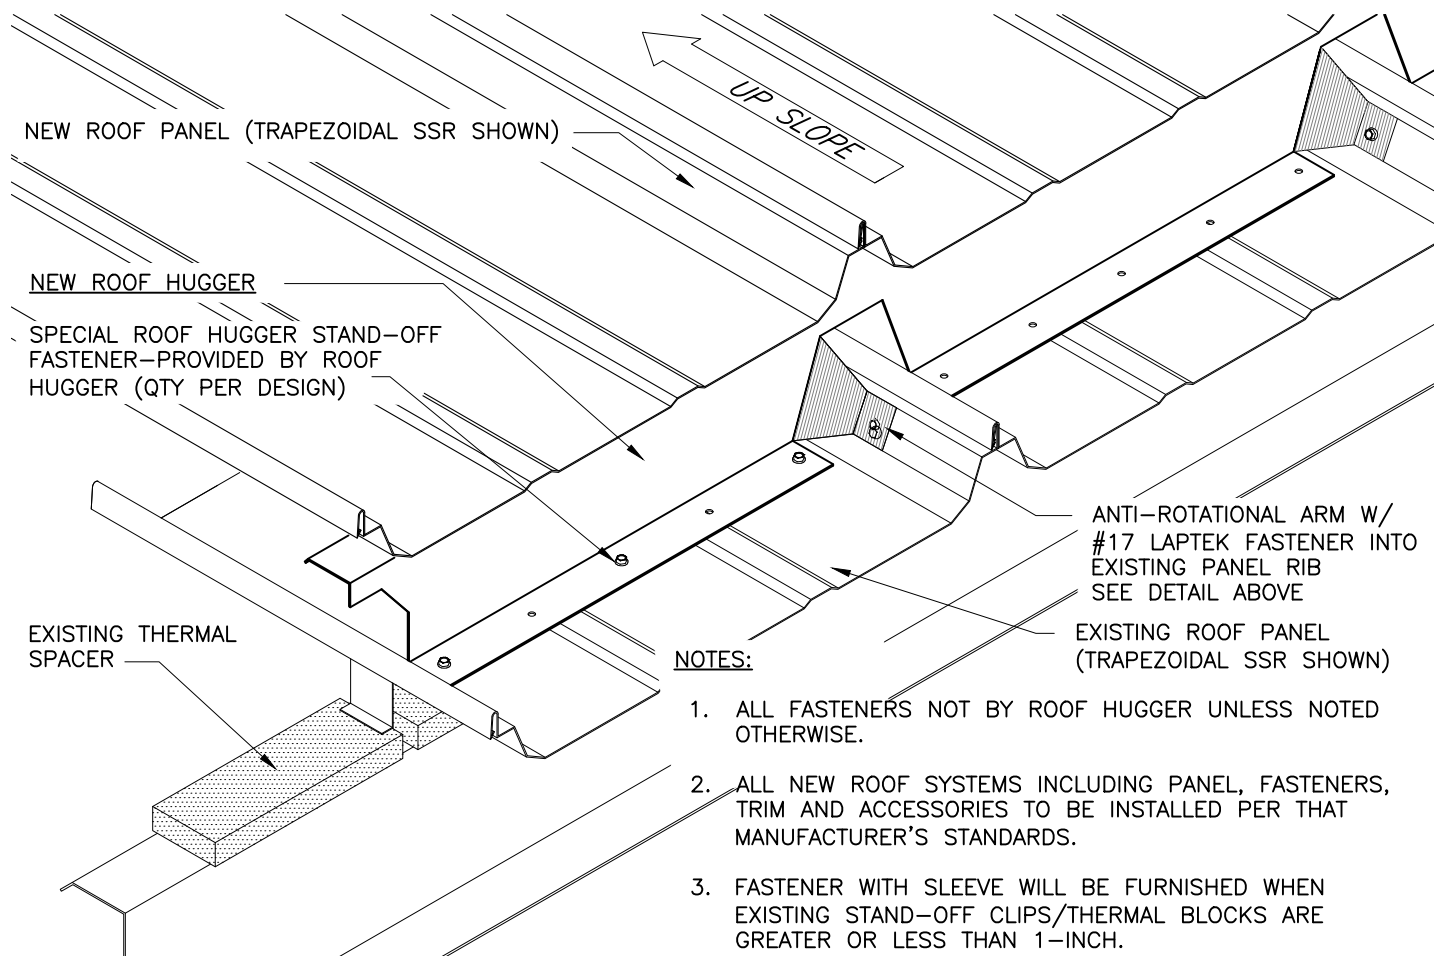 UP SLOPE
NEW ROOF PANEL (TRAPEZOIDAL SSR SHOWN)
NEW ROOF HUGGER
SPECIAL ROOF HUGGER STAND-OFF
FASTENER-PROVIDED BY ROOF
HUGGER (QTY PER DESIGN)
ANTI-ROTATIONAL ARM W/
#17 LAPTEK FASTENER INTO
EXISTING PANEL RIB
SEE DETAIL ABOVE
EXISTING THERMAL
SPACER
EXISTING ROOF PANEL
(TRAPEZOIDAL SSR SHOWN)
NOTES:
1. ALL FASTENERS NOT BY ROOF HUGGER UNLESS NOTED
OTHERWISE.
2. ALL NEW ROOF SYSTEMS INCLUDING PANEL, FASTENERS,
TRIM AND ACCESSORIES TO BE INSTALLED PER THAT
MANUFACTURER'S STANDARDS.
3. FASTENER WITH SLEEVE WILL BE FURNISHED WHEN
EXISTING STAND-OFF CLIPS/THERMAL BLOCKS ARE
GREATER OR LESS THAN 1-INCH.